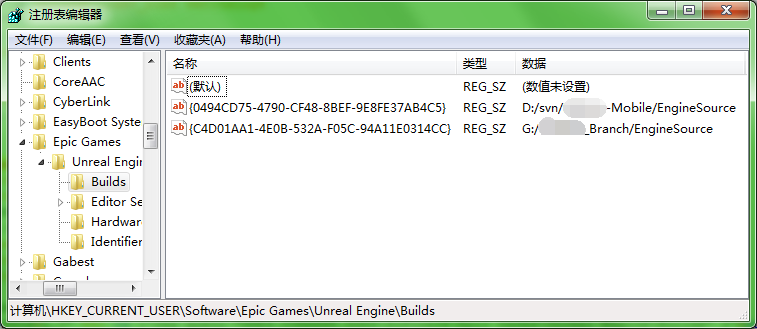 注册表编辑器
文件(F) 编辑(E) 查看(V) 收藏夹(A) 帮助(H)
Clients
CoreAAC
CyberLink
EasyBoot Syste
Epic Games
Unreal Engin
Builds
Editor Se
Hardwar
Identifier
Gabest
名称 类型 数据
(默认) REG_SZ (数值未设置)
{0494CD75-4790-CF48-8BEF-9E8FE37AB4C5} REG_SZ D:/svn/ -Mobile/EngineSource
{C4D01AA1-4E0B-532A-F05C-94A11E0314CC} REG_SZ G:/ _Branch/EngineSource
计算机\HKEY_CURRENT_USER\Software\Epic Games\Unreal Engine\Builds